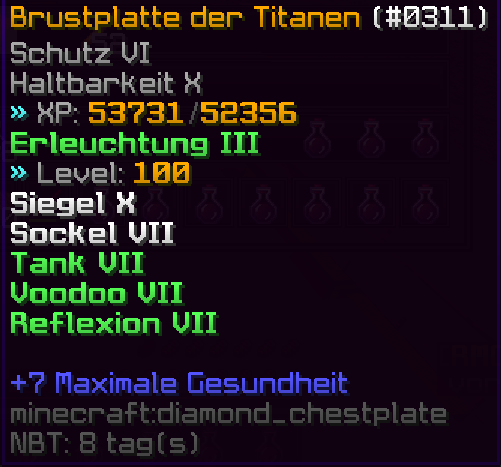 Brustplatte der Titanen (#0311)
Schutz VI
Haltbarkeit X
» XP: 53731/52356
Erleuchtung III
» Level: 100
Siegel X
Sockel VII
Tank VII
Voodoo VII
Reflexion VII
+7 Maximale Gesundheit
minecraft:diamond_chestplate
NBT: 8 tag(s)